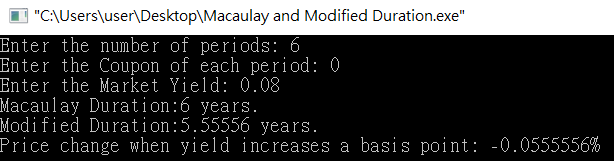 "C:\Users\user\Desktop\Macaulay and Modified Duration.exe"
Enter the number of periods: 6
Enter the Coupon of each period: 0
Enter the Market Yield: 0.08
Macaulay Duration:6 years.
Modified Duration:5.55556 years.
Price change when yield increases a basis point: -0.0555556%